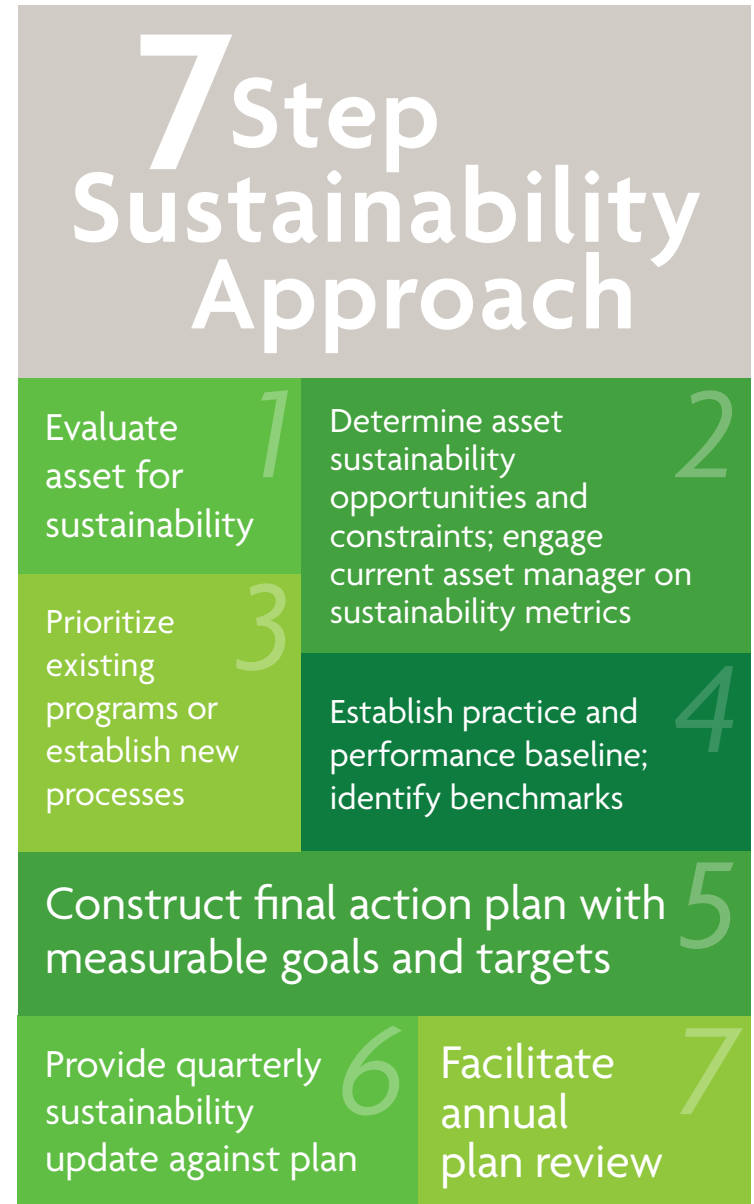 7 Step
Sustainability
Approach
1
Evaluate
asset for
sustainability
2
Determine asset
sustainability
opportunities and
constraints; engage
current asset manager on
sustainability metrics
3
Prioritize
existing
programs or
establish new
processes
4
Establish practice and
performance baseline;
identify benchmarks
5
Construct final action plan with
measurable goals and targets
6
Provide quarterly
sustainability
update against plan
7
Facilitate
annual
plan review